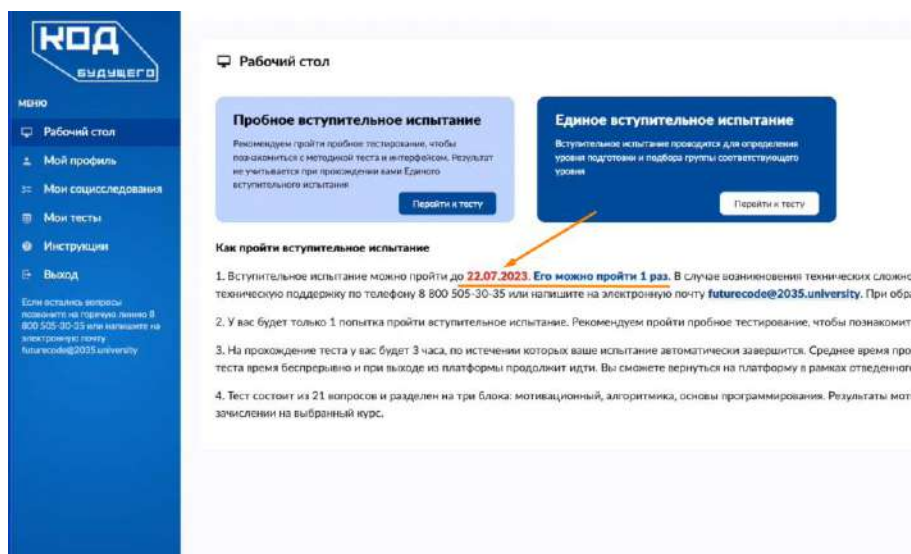 КОД
БУДУЩЕГО
МЕНЮ
Рабочий стол
Мой профиль
Мои социсследования
Мои тесты
Инструкции
Выход
Если остались вопросы
позвоните на горячую линию 8
800 505-30-35 или напишите на
электронную почту
futurecode@2035.university
Рабочий стол
Пробное вступительное испытание
Рекомендуем пройти пробное тестирование, чтобы
познакомиться с методикой теста и интерфейсом. Результат
не учитывается при прохождении вами Единого
вступительного испытания
Перейти к тесту
Единое вступительное испытание
Вступительное испытание проводится для определения
уровня подготовки и подбора группы соответствующего
уровня
Перейти к тесту
Как пройти вступительное испытание
1. Вступительное испытание можно пройти до 22.07.2023. Его можно пройти 1 раз. В случае возникновения технических сложно
техническую поддержку по телефону 8 800 505-30-35 или напишите на электронную почту futurecode@2035.university. При обра
2. У вас будет только 1 попытка пройти вступительное испытание. Рекомендуем пройти пробное тестирование, чтобы познакомит
3. На прохождение теста у вас будет 3 часа, по истечении которых ваше испытание автоматически завершится. Среднее время про
теста время беспрерывно и при выходе из платформы продолжит идти. Вы сможете вернуться на платформу в рамках отведенного
4. Тест состоит из 21 вопросов и разделен на три блока: мотивационный, алгоритмика, основы программирования. Результаты мот
зачислении на выбранный курс.